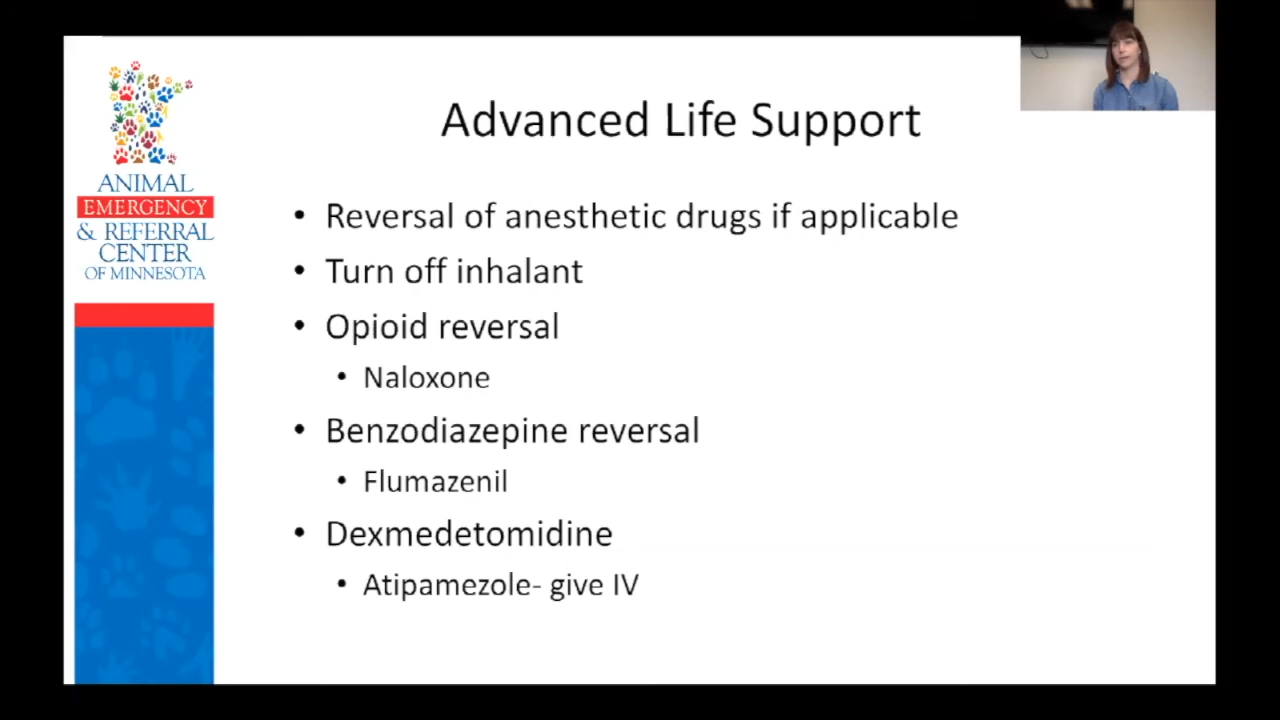 ANIMAL
EMERGENCY
& REFERRAL
CENTER
OF MINNESOTA
Advanced Life Support
• Reversal of anesthetic drugs if applicable
• Turn off inhalant
• Opioid reversal
• Naloxone
• Benzodiazepine reversal
• Flumazenil
• Dexmedetomidine
• Atipamezole- give IV